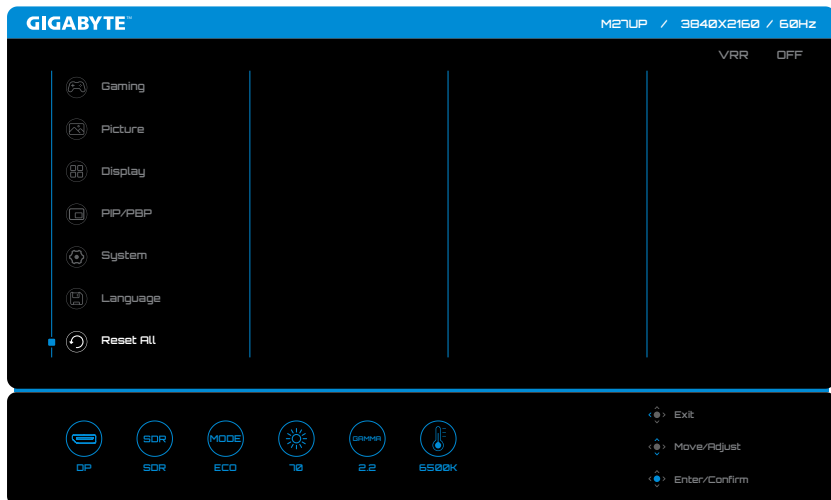 GIGABYTE™ M27UP / 3840X2160 / 60Hz
VRR OFF
Gaming
Picture
Display
PIP/PBP
System
Language
Reset All
Exit
SDR MODE GAMMA
Move/Adjust
DP SDR ECO 70 2.2 6500K
Enter/Confirm